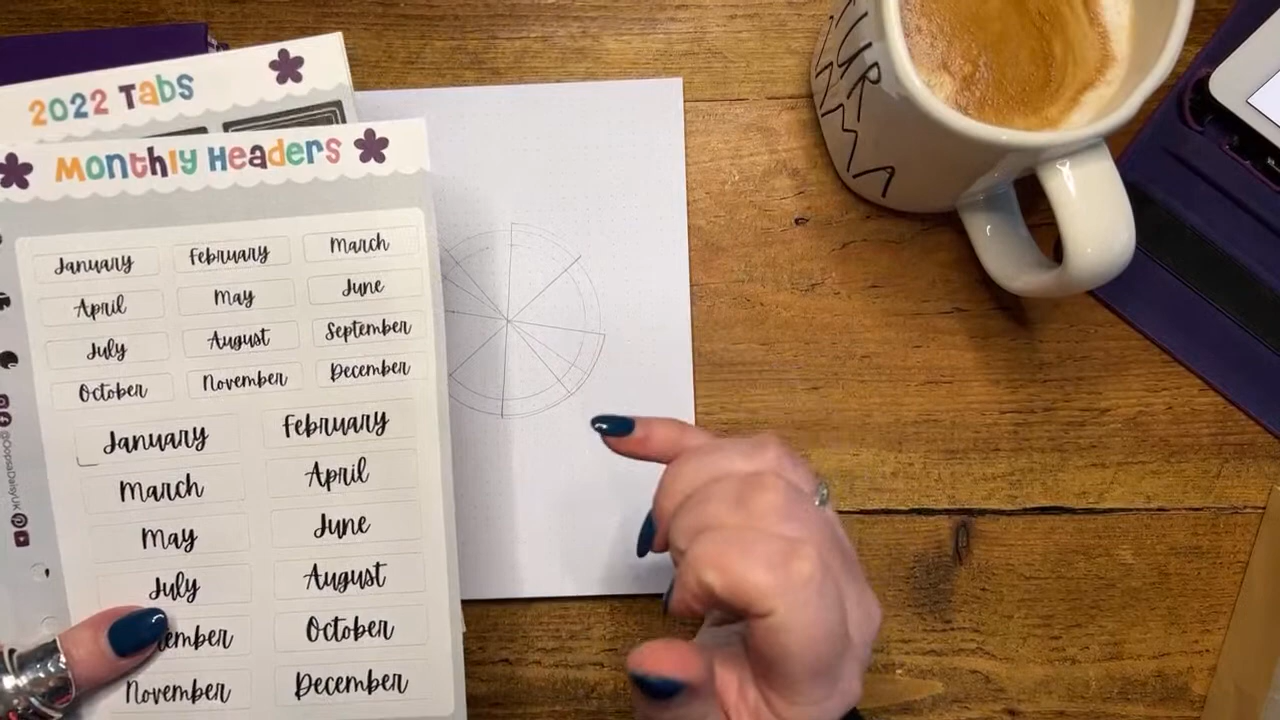 2022 Tabs
Monthly Headers
January February March
April May June
July August September
October November December
January February
March April
May June
July August
ember October
November December
@OopsaDaisyUK